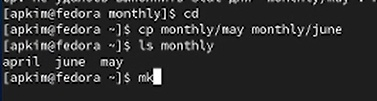 [apkim@fedora monthly]$ cd
[apkim@fedora ~]$ cp monthly/may monthly/june
[apkim@fedora ~]$ ls monthly
april june may
[apkim@fedora ~]$ mk